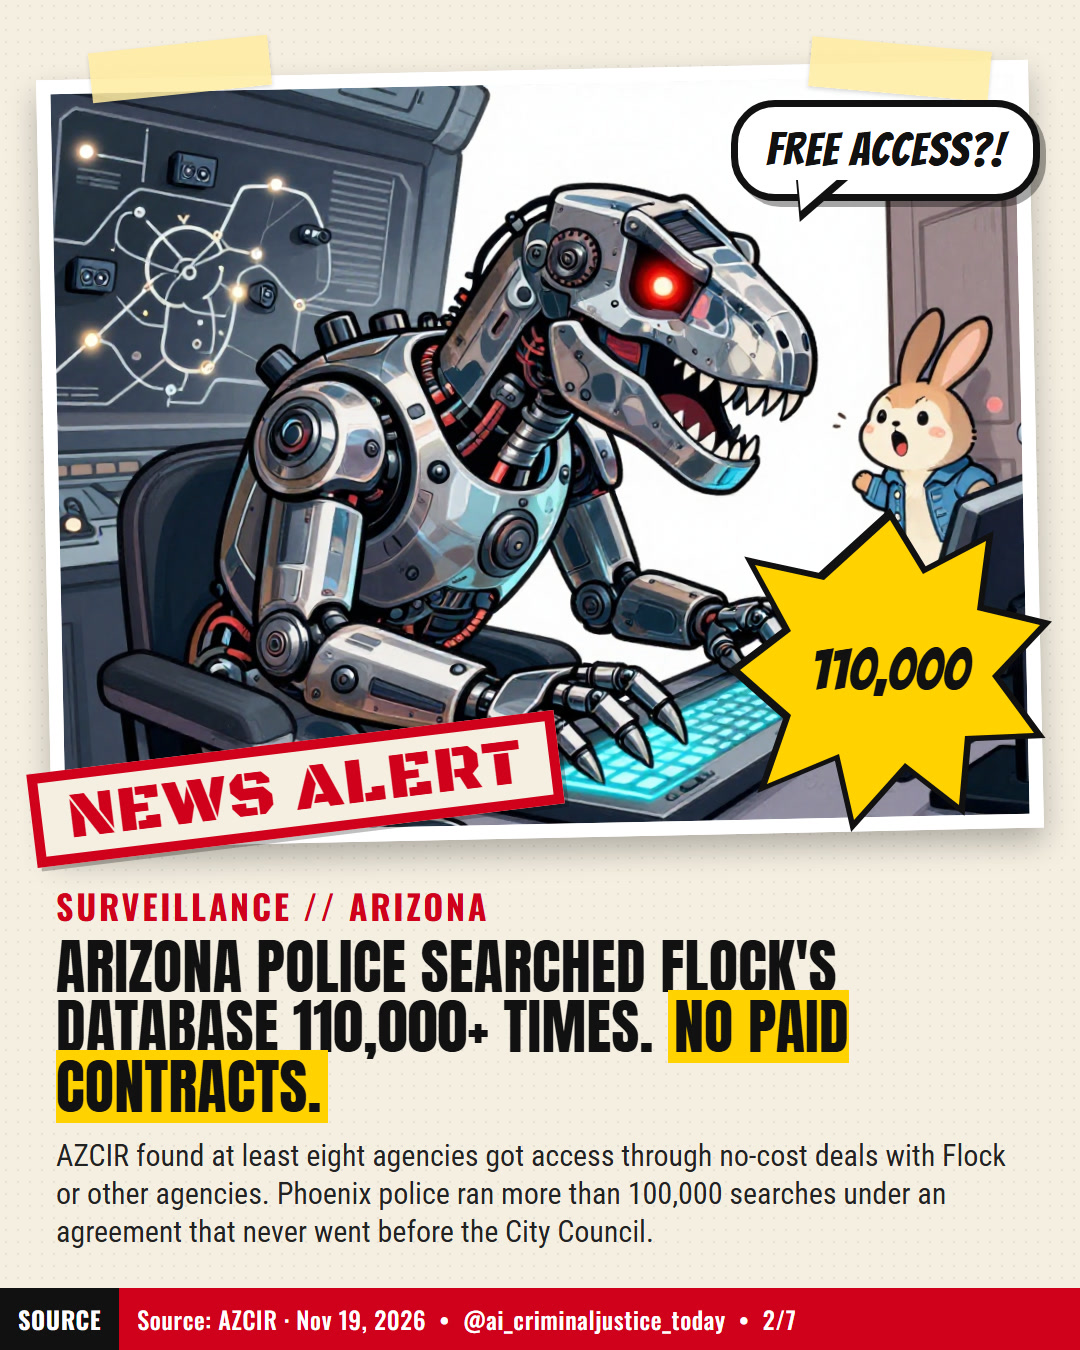 FREE ACCESS?!
110,000
NEWS ALERT
SURVEILLANCE // ARIZONA
ARIZONA POLICE SEARCHED FLOCK'S
DATABASE 110,000+ TIMES. NO PAID
CONTRACTS.
AZCIR found at least eight agencies got access through no-cost deals with Flock
or other agencies. Phoenix police ran more than 100,000 searches under an
agreement that never went before the City Council.
SOURCE Source: AZCIR · Nov 19, 2026 • @ai_criminaljustice_today • 2/7